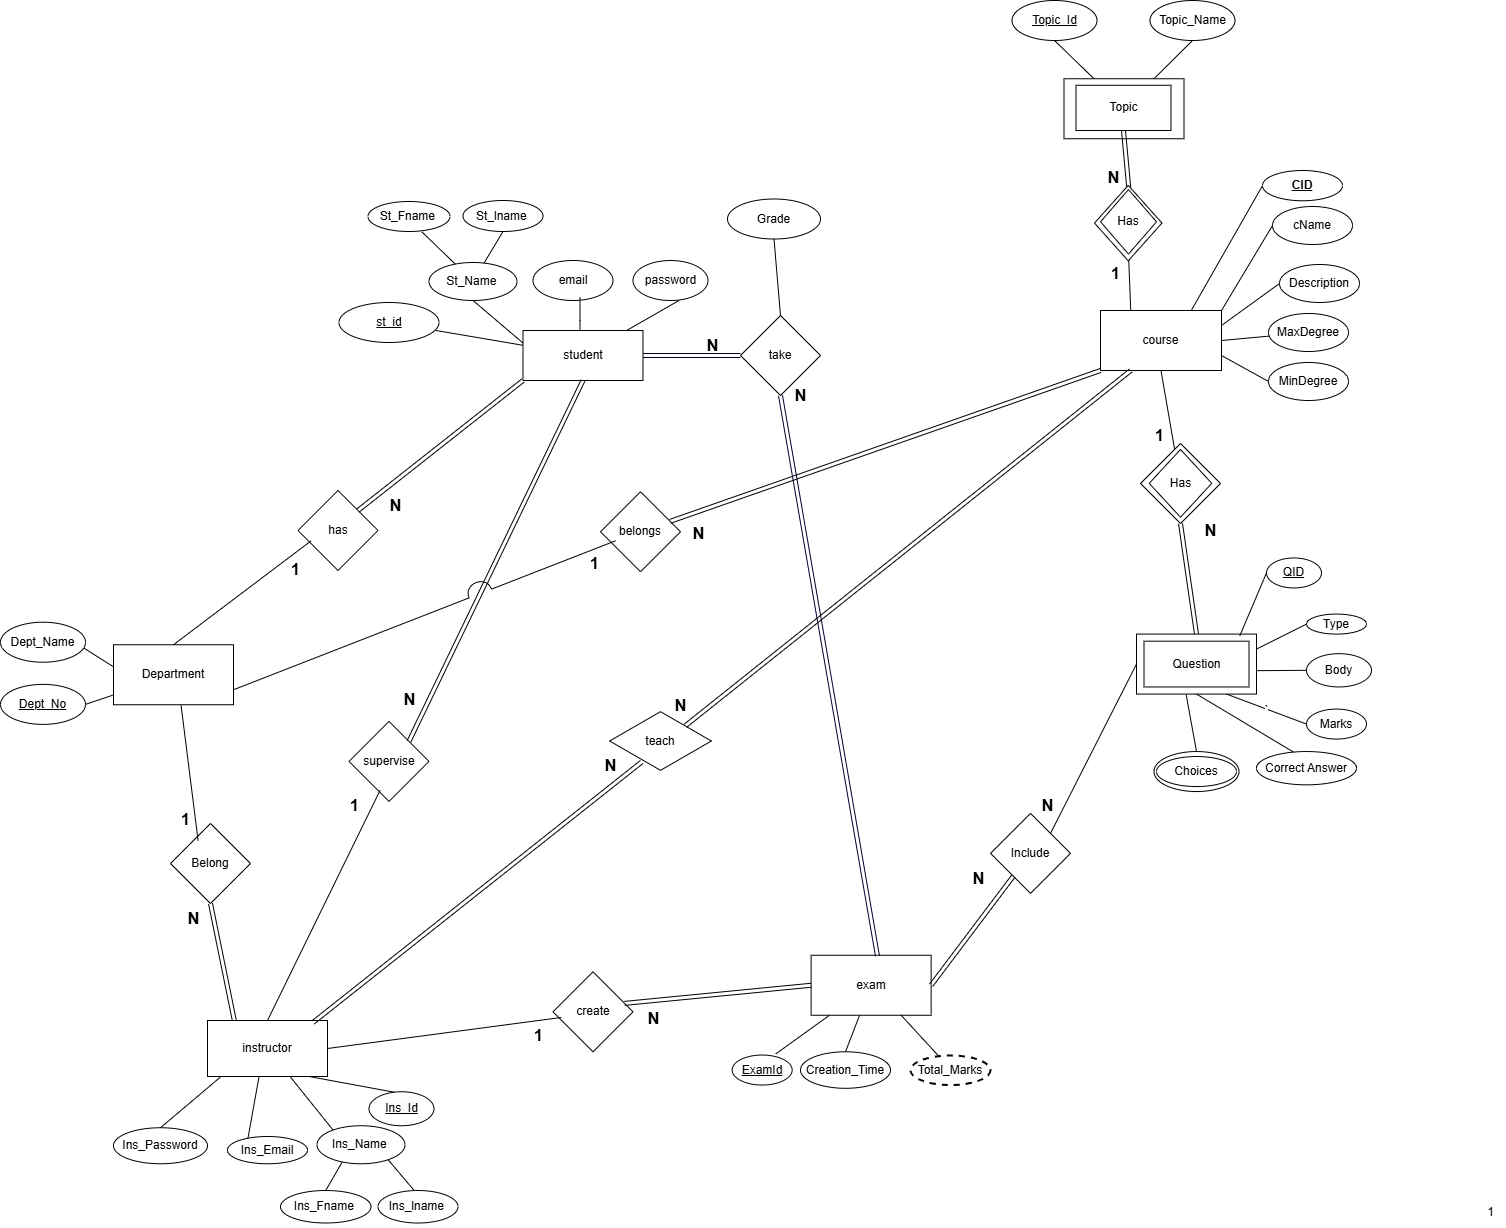 Topic_Id
Topic_Name
Topic
N
Has
1
CID
cName
Description
MaxDegree
MinDegree
course
St_Fname
St_lname
St_Name
email
password
st_id
student
N
take
Grade
N
1
Has
N
has
N
1
belongs
N
1
QID
Type
Body
Marks
Correct Answer
Choices
Question
Dept_Name
Dept_No
Department
N
supervise
1
N
teach
N
1
Belong
N
N
Include
N
instructor
create
1
N
exam
ExamId
Creation_Time
Total_Marks
Ins_Id
Ins_Password
Ins_Email
Ins_Name
Ins_Fname
Ins_lname
1